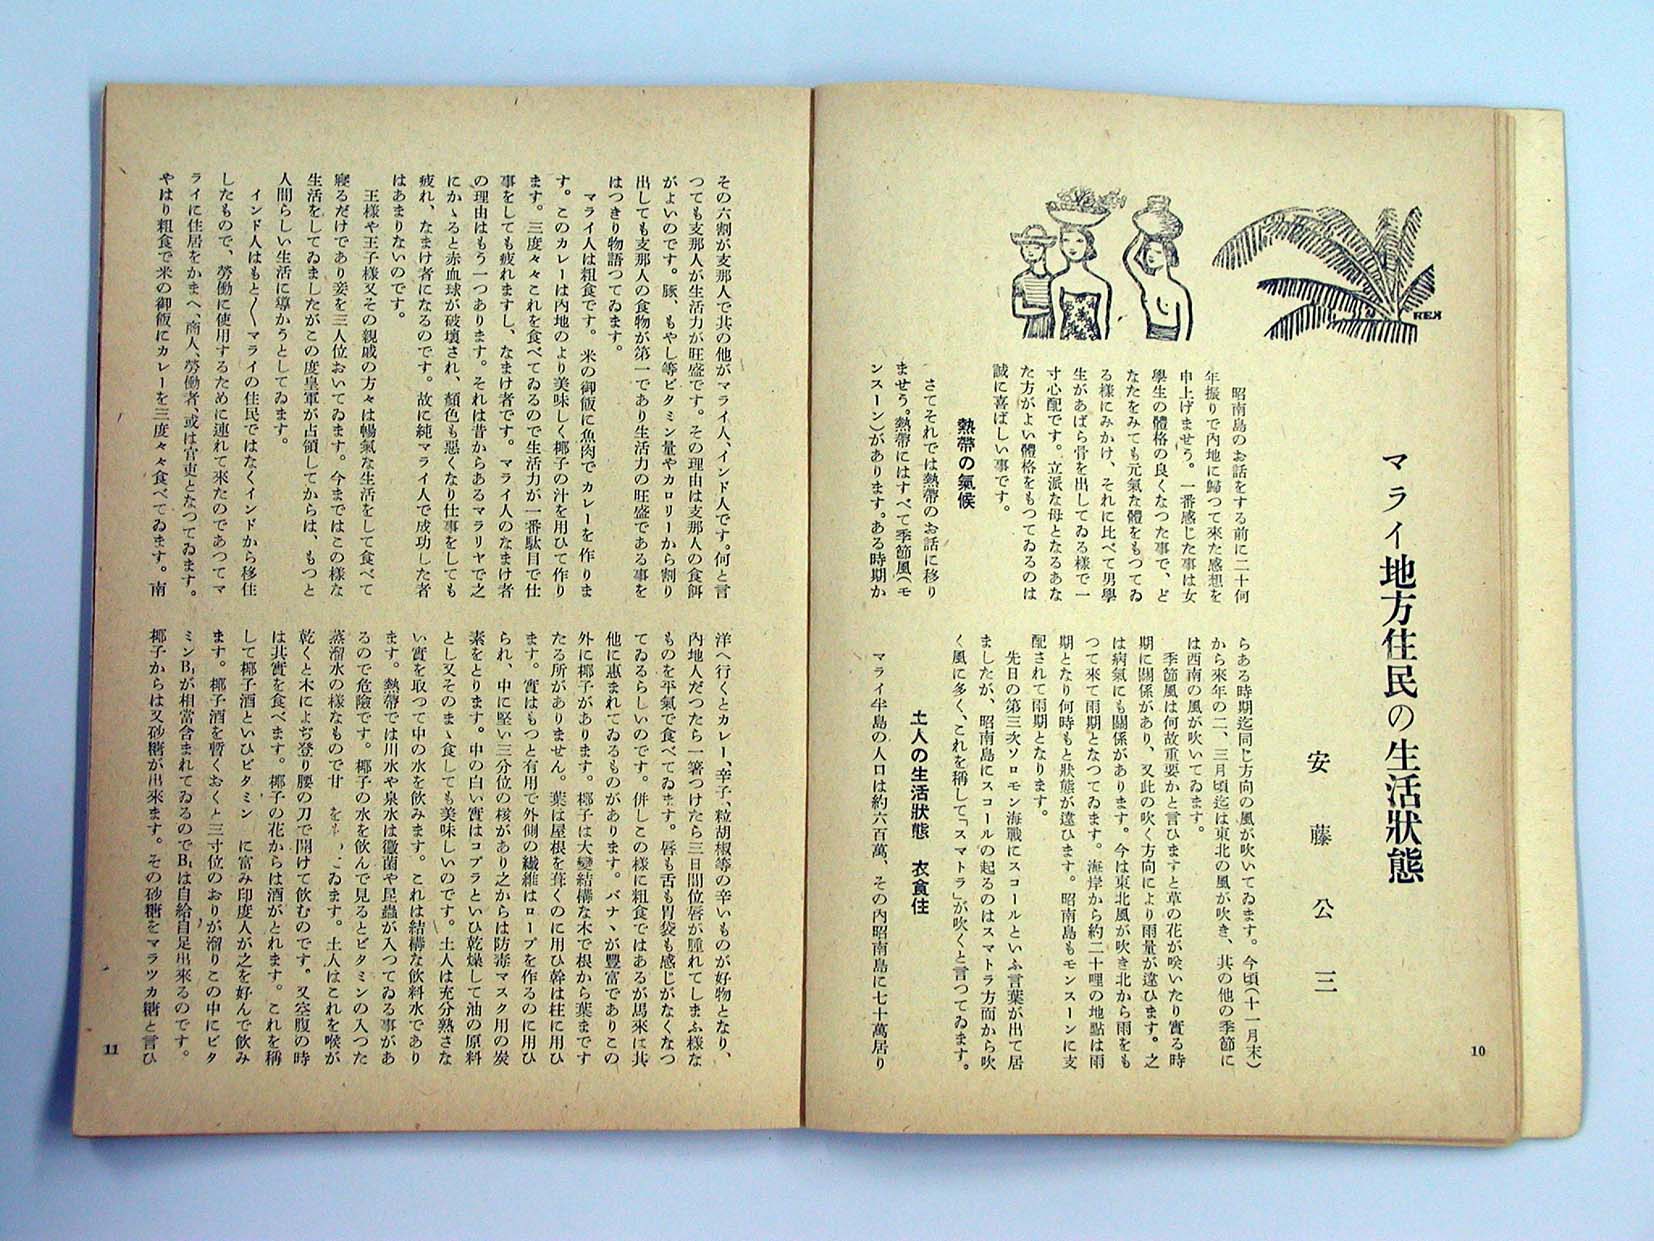 マライ地方住民の生活狀態
安藤公三
昭南島のお話をする前に二十何
年振りで内地に歸つて來た感想を
申上げませう。一番感じた事は女
學生の體格の良くなつた事で、ど
なたをみても元氣な體をもつてゐ
る樣にみかけ、それに比べて男學
生があばら骨を出してゐる樣で一
寸心配です。立派な母となるあな
た方がよい體格をもつてゐるのは
誠に喜ばしい事です。
熱帶の氣候
さてそれでは熱帶のお話に移り
ませう。熱帶にはすべて季節風(モ
ンスーン)があります。ある時期か
らある時期迄同じ方向の風が吹いてゐます。今頃(十一月末)
から來年の二、三月頃迄は東北の風が吹き、其の他の季節に
は西南の風が吹いてゐます。
季節風は何故重要かと言ひますと草の花が咲いたり實る時
期に關係があり、又此の吹く方向により雨量が違ひます。之
は病氣にも關係があります。今は東北風が吹き北から雨をも
つて來て雨期となつてゐます。海岸から約二十哩の地點は雨
期となり何時もと狀態が違ひます。昭南島もモンスーンに支
配されて雨期となります。
先日の第三次ソロモン海戰にスコールといふ言葉が出て居
ましたが、昭南島にスコールの起るのはスマトラ方面から吹
く風に多く、これを稱して「スマトラ」が吹くと言つてゐます。
土人の生活狀態 衣食住
マライ半島の人口は約六百萬、その内昭南島に七十萬居り
REK
10
その六割が支那人で其の他がマライ人、インド人です。何と言
つても支那人が生活力が旺盛です。その理由は支那人の食餌
がよいのです。豚、もやし等ビタミン量やカロリーから割り
出しても支那人の食物が第一であり生活力の旺盛である事を
はつきり物語つてゐます。
マライ人は粗食です。米の御飯に魚肉でカレーを作りま
す。このカレーは内地のより美味しく椰子の汁を用ひて作り
ます。三度々々これを食べてゐるので生活力が一番駄目で仕
事をしても疲れますし、なまけ者です。マライ人のなまけ者
の理由はもう一つあります。それは昔からあるマラリヤで之
にかゝると赤血球が破壞され、顏色も惡くなり仕事をしても
疲れ、なまけ者になるのです。故に純マライ人で成功した者
はあまりないのです。
王樣や王子樣又その親戚の方々は暢氣な生活をして食べて
寢るだけであり妾を三人位おいてゐます。今まではこの樣な
生活をしてゐましたがこの度皇軍が占領してからは、もつと
人間らしい生活に導かうとしてゐます。
インド人はもと〳〵マライの住民ではなくインドから移住
したもので、勞働に使用するために連れて來たのであつてマ
ライに住居をかまへ、商人、勞働者、或は官吏となつてゐます。
やはり粗食で米の御飯にカレーを三度々々食べてゐます。南
洋へ行くとカレー、辛子、粒胡椒等の辛いものが好物となり、
内地人だつたら一箸つけたら三日間位唇が腫れてしまふ樣な
ものを平氣で食べてゐます。唇も舌も胃袋も感じがなくなつ
てゐるらしいのです。併しこの樣に粗食ではあるが馬來は其
他に惠まれてゐるものがあります。バナヽが豐富でありこの
外に椰子があります。椰子は大變結構な木で根から葉まです
たる所がありません。葉は屋根を葺くのに用ひ幹は柱に用ひ
ます。實はもつと有用で外側の纖維はロープを作るのに用ひ
られ、中に堅い三分位の核があり之からは防毒マスク用の炭
素をとります。中の白い實はコプラといひ乾燥して油の原料
とし又そのまゝ食しても美味しいのです。土人は充分熟さな
い實を取つて中の水を飲みます。これは結構な飲料水であり
ます。熱帶では川水や泉水は黴菌や昆蟲が入つてゐる事があ
るので危險です。椰子の水を飲んで見るとビタミンの入つた
蒸溜水の樣なもので甘 をも ゐます。土人はこれを喉が
乾くと木によぢ登り腰の刀で開けて飲むのです。又空腹の時
は其實を食べます。椰子の花からは酒がとれます。これを稱
して椰子酒といひビタミン に富み印度人が之を好んで飲み
ます。椰子酒を暫くおくと三寸位のおりが溜りこの中にビタ
ミンB₁が相當含まれてゐるのでB₁は自給自足出來るのです。
椰子からは又砂糖が出來ます。その砂糖をマラツカ糖と言ひ
11